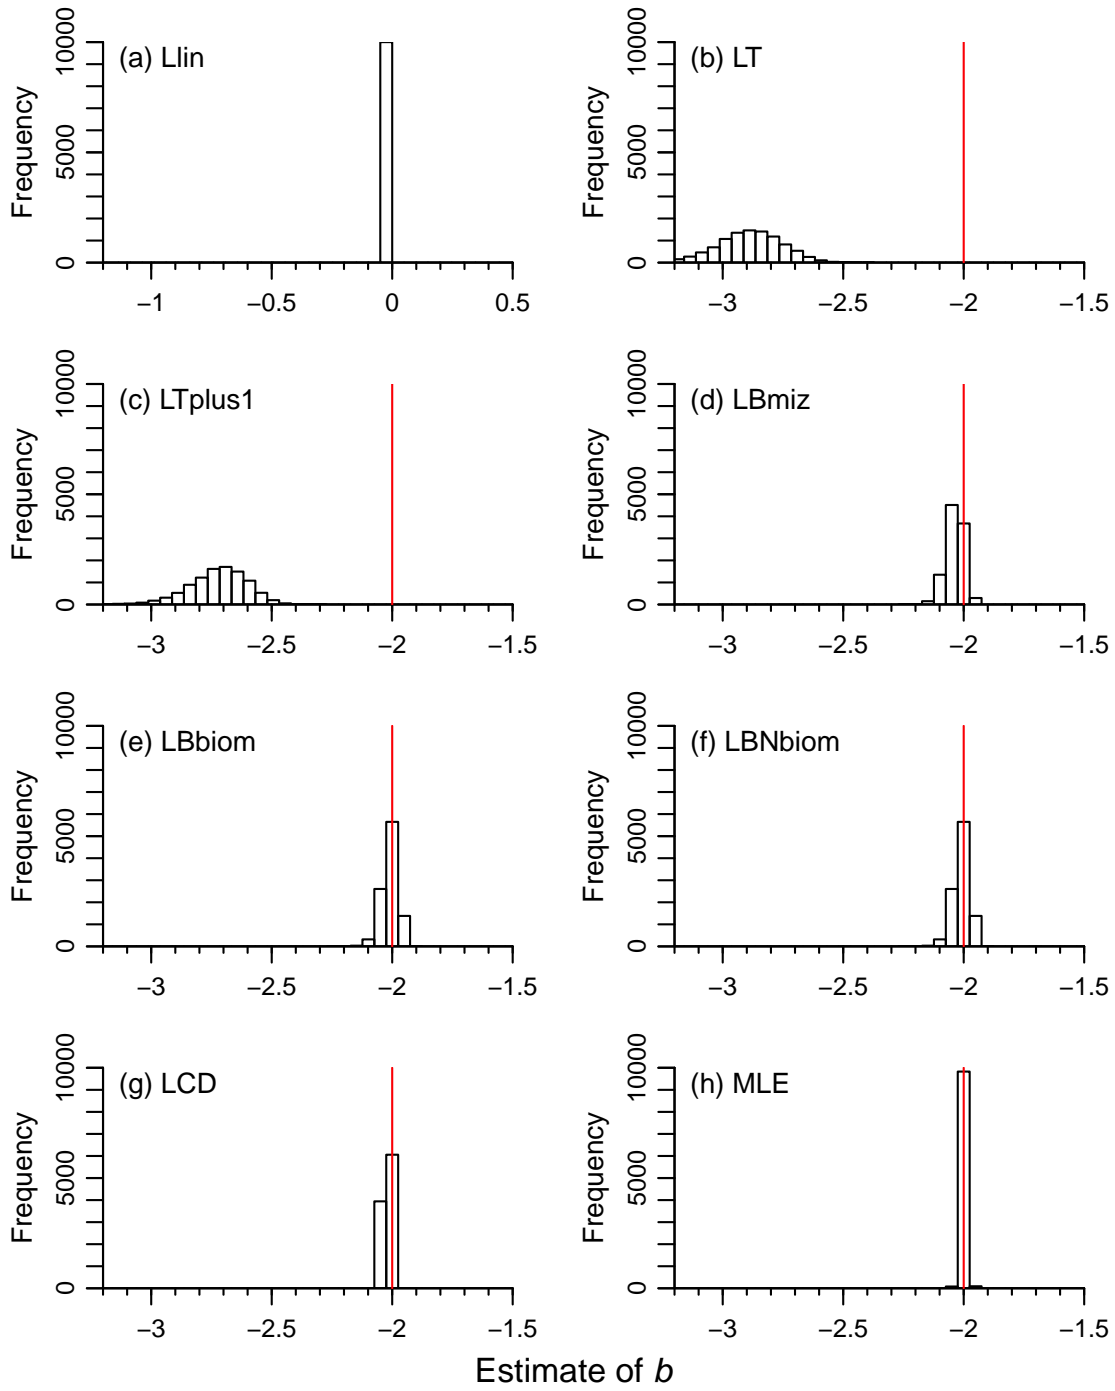 (a) Llin
Frequency
0 5000 10000
−1 −0.5 0 0.5
(b) LT
Frequency
0 5000 10000
−3 −2.5 −2 −1.5
(c) LTplus1
Frequency
0 5000 10000
−3 −2.5 −2 −1.5
(d) LBmiz
Frequency
0 5000 10000
−3 −2.5 −2 −1.5
(e) LBbiom
Frequency
0 5000 10000
−3 −2.5 −2 −1.5
(f) LBNbiom
Frequency
0 5000 10000
−3 −2.5 −2 −1.5
(g) LCD
Frequency
0 5000 10000
−3 −2.5 −2 −1.5
(h) MLE
Frequency
0 5000 10000
−3 −2.5 −2 −1.5
Estimate of b